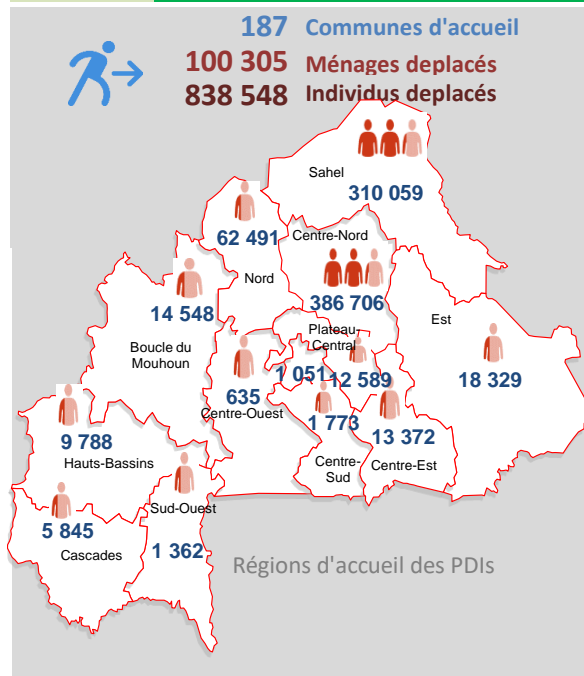 187 Communes d'accueil
100 305 Ménages deplacés
838 548 Individus deplacés
Sahel
310 059
62 491
Centre-Nord
Nord
386 706
14 548
Est
Plateau-
Central
Boucle du
Mouhoun
1 051
12 589
18 329
635
Centre-Ouest
1 773
9 788
13 372
Hauts-Bassins
Centre-
Sud
Centre-Est
Sud-Ouest
5 845
Cascades
1 362
Régions d'accueil des PDIs